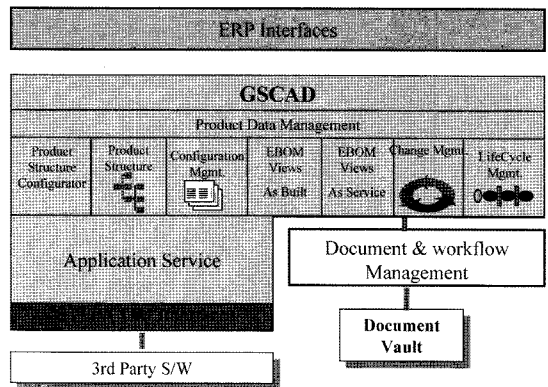 ERP Interfaces
GSCAD
Product Data Management
Product
Structure
Configurator
Product
Structure
Configuration
Mgmt.
EBOM
Views
As Built
EBOM
Views
As Service
Change Mgmt.
LifeCycle
Mgmt.
Application Service
Document & workflow
Management
Document
Vault
3rd Party S/W